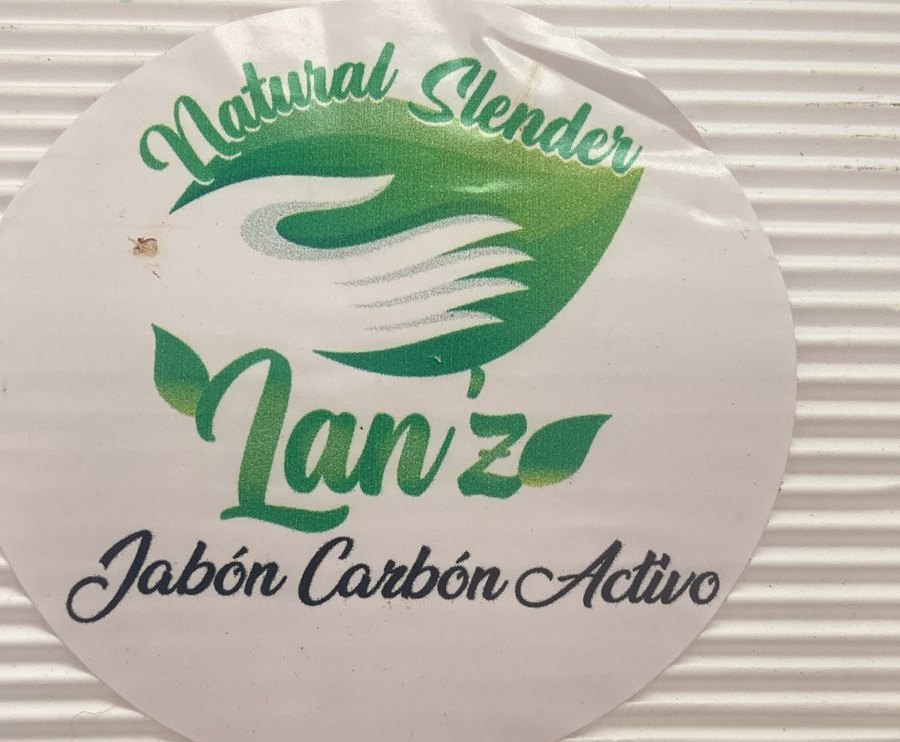 Natural Slender
Lan'z
Jabón Carbón Activo